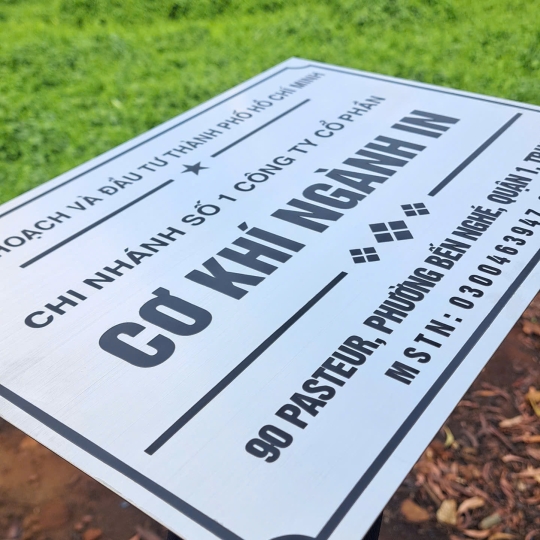 HOẠCH VÀ ĐẦU TƯ THÀNH PHỐ HỒ CHÍ MINH
CHI NHÁNH SỐ 1 CÔNG TY CỔ PHẦN
CƠ KHÍ NGÀNH IN
90 PASTEUR, PHƯỜNG BẾN NGHÉ, QUẬN 1,
MSTN: 0300463947